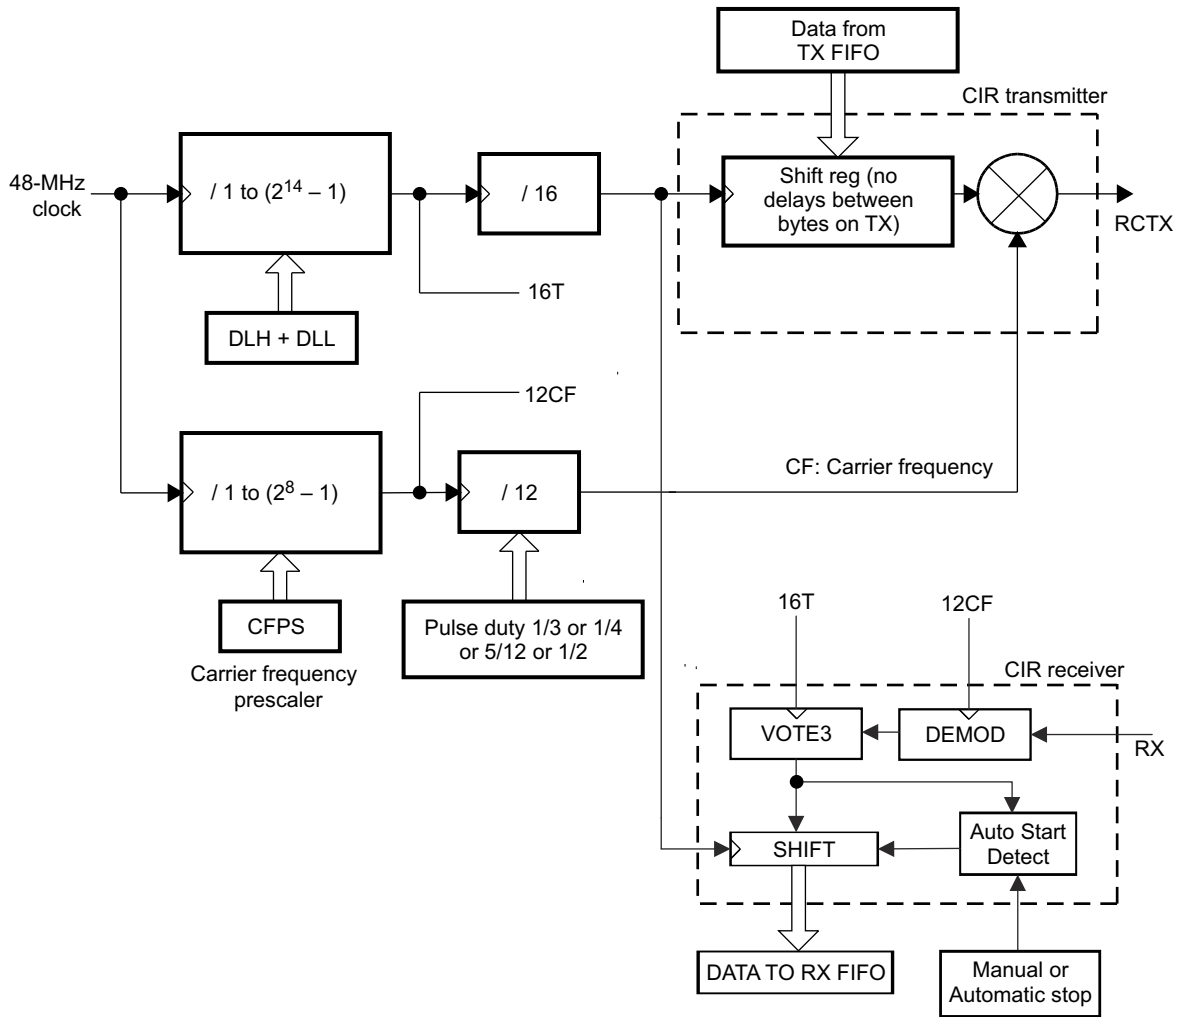 Data from
TX FIFO
CIR transmitter
48-MHz
clock
/ 1 to (2^14 – 1)
/ 16
Shift reg (no
delays between
bytes on TX)
RCTX
16T
DLH + DLL
12CF
/ 1 to (2^8 – 1)
/ 12
CF: Carrier frequency
CFPS
Carrier frequency
prescaler
Pulse duty 1/3 or 1/4
or 5/12 or 1/2
16T
12CF
CIR receiver
VOTE3
DEMOD
RX
SHIFT
Auto Start
Detect
DATA TO RX FIFO
Manual or
Automatic stop